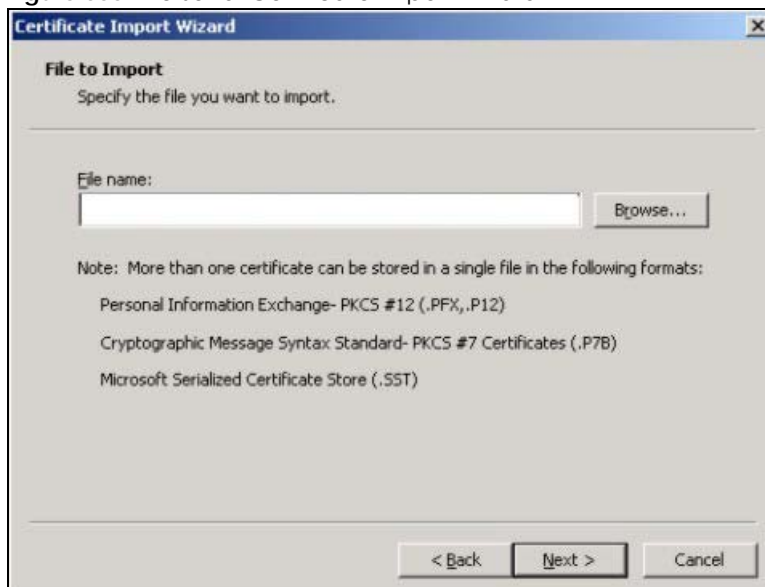 Certificate Import Wizard
File to Import
Specify the file you want to import.
File name:
Browse...
Note: More than one certificate can be stored in a single file in the following formats:
Personal Information Exchange- PKCS #12 (.PFX,.P12)
Cryptographic Message Syntax Standard- PKCS #7 Certificates (.P7B)
Microsoft Serialized Certificate Store (.SST)
< Back Next > Cancel